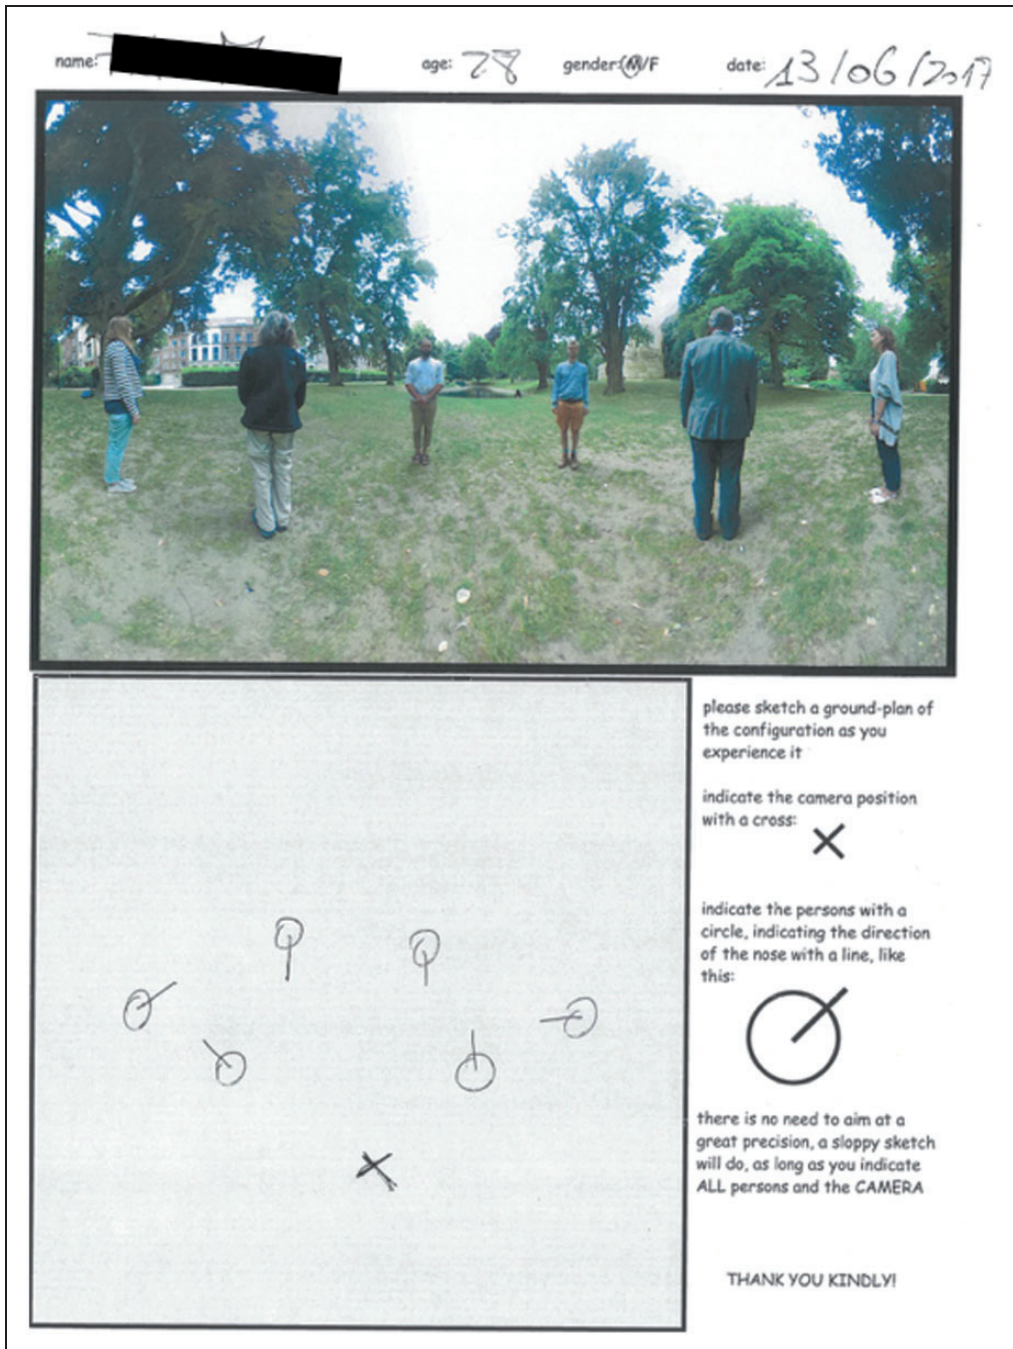 name: age: 28 gender: M/F date: 13/06/2017
please sketch a ground-plan of
the configuration as you
experience it
indicate the camera position
with a cross:
indicate the persons with a
circle, indicating the direction
of the nose with a line, like
this:
there is no need to aim at a
great precision, a sloppy sketch
will do, as long as you indicate
ALL persons and the CAMERA
THANK YOU KINDLY!